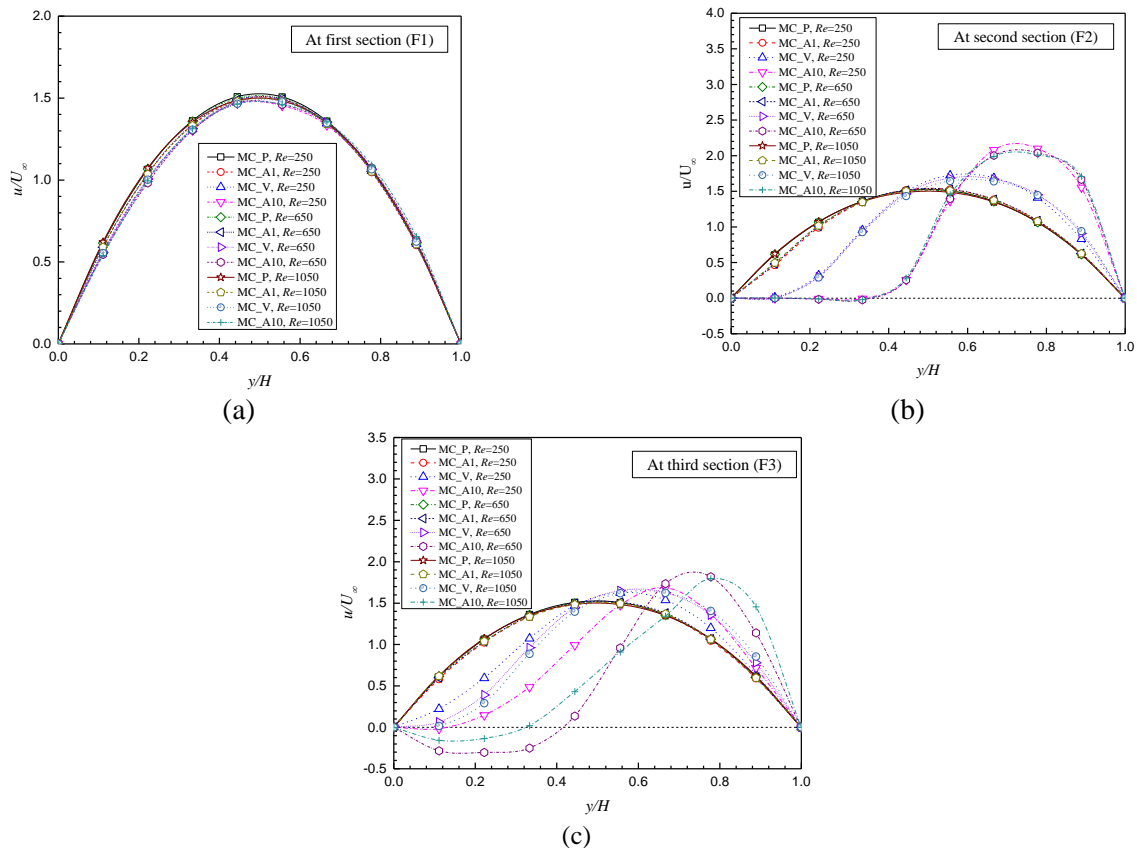 At first section (F1)
2.0
1.5
1.0
0.5
0.0
u/U∞
MC_P, Re=250
MC_A1, Re=250
MC_V, Re=250
MC_A10, Re=250
MC_P, Re=650
MC_A1, Re=650
MC_V, Re=650
MC_A10, Re=650
MC_P, Re=1050
MC_A1, Re=1050
MC_V, Re=1050
MC_A10, Re=1050
0.0 0.2 0.4 0.6 0.8 1.0
y/H
(a)
At second section (F2)
4.0
3.5
3.0
2.5
2.0
1.5
1.0
0.5
0.0
-0.5
u/U∞
MC_P, Re=250
MC_A1, Re=250
MC_V, Re=250
MC_A10, Re=250
MC_P, Re=650
MC_A1, Re=650
MC_V, Re=650
MC_A10, Re=650
MC_P, Re=1050
MC_A1, Re=1050
MC_V, Re=1050
MC_A10, Re=1050
0.0 0.2 0.4 0.6 0.8 1.0
y/H
(b)
At third section (F3)
3.5
3.0
2.5
2.0
1.5
1.0
0.5
0.0
-0.5
u/U∞
MC_P, Re=250
MC_A1, Re=250
MC_V, Re=250
MC_A10, Re=250
MC_P, Re=650
MC_A1, Re=650
MC_V, Re=650
MC_A10, Re=650
MC_P, Re=1050
MC_A1, Re=1050
MC_V, Re=1050
MC_A10, Re=1050
0.0 0.2 0.4 0.6 0.8 1.0
y/H
(c)